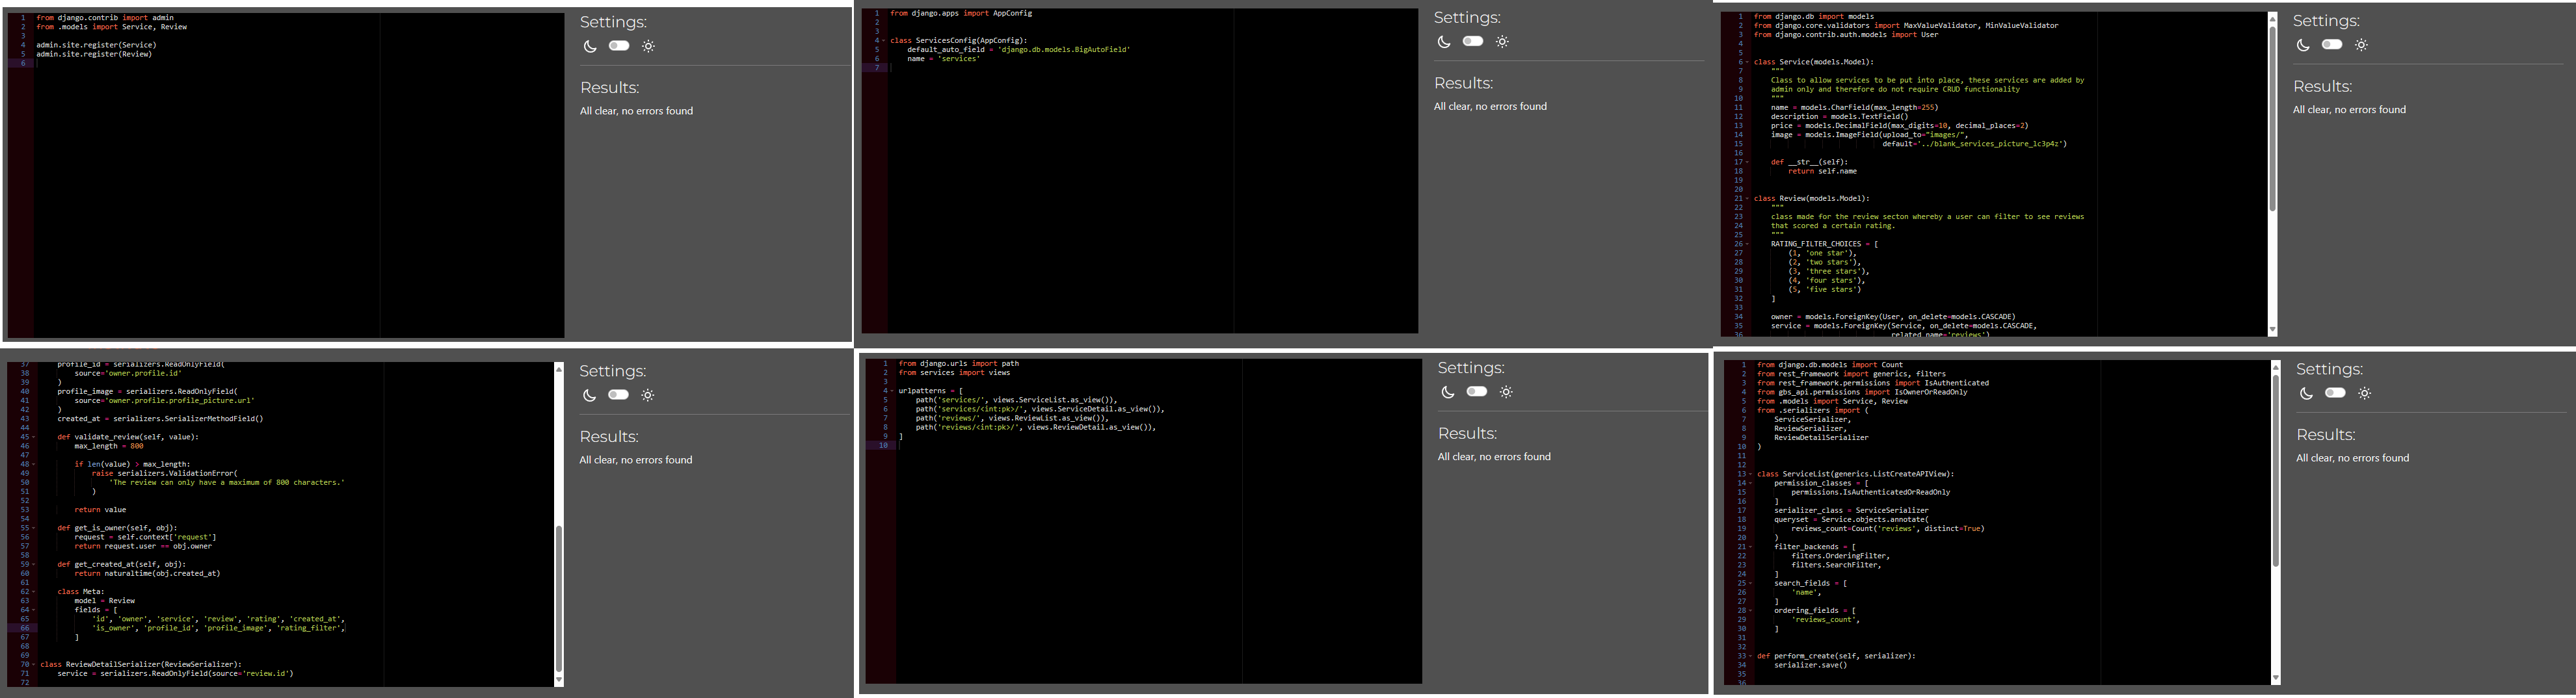 1 from django.contrib import admin
2 from .models import Service, Review
3
4 admin.site.register(Service)
5 admin.site.register(Review)
6
Settings:
Results:
All clear, no errors found
1 from django.apps import AppConfig
2
3
4 class ServicesConfig(AppConfig):
5 default_auto_field = 'django.db.models.BigAutoField'
6 name = 'services'
7
Settings:
Results:
All clear, no errors found
1 from django.db import models
2 from django.core.validators import MaxValueValidator, MinValueValidator
3 from django.contrib.auth.models import User
4
5
6 class Service(models.Model):
7 """
8 Class to allow services to be put into place, these services are added by
9 admin only and therefore do not require CRUD functionality
10 """
11 name = models.CharField(max_length=255)
12 description = models.TextField()
13 price = models.DecimalField(max_digits=10, decimal_places=2)
14 image = models.ImageField(upload_to="images/",
15 default='../blank_services_picture_lc3p4z')
16
17 def __str__(self):
18 return self.name
19
20
21 class Review(models.Model):
22 """
23 class made for the review secton whereby a user can filter to see reviews
24 that scored a certain rating.
25 """
26 RATING_FILTER_CHOICES = [
27 (1, 'one star'),
28 (2, 'two stars'),
29 (3, 'three stars'),
30 (4, 'four stars'),
31 (5, 'five stars')
32 ]
33
34 owner = models.ForeignKey(User, on_delete=models.CASCADE)
35 service = models.ForeignKey(Service, on_delete=models.CASCADE,
36 related_name='reviews')
Settings:
Results:
All clear, no errors found
37 profile_id = serializers.ReadOnlyField(
38 source='owner.profile.id'
39 )
40 profile_image = serializers.ReadOnlyField(
41 source='owner.profile_picture.url'
42 )
43 created_at = serializers.SerializerMethodField()
44
45 def validate_review(self, value):
46 max_length = 800
47
48 if len(value) > max_length:
49 raise serializers.ValidationError(
50 'The review can only have a maximum of 800 characters.'
51 )
52
53 return value
54
55 def get_is_owner(self, obj):
56 request = self.context['request']
57 return request.user == obj.owner
58
59 def get_created_at(self, obj):
60 return naturaltime(obj.created_at)
61
62 class Meta:
63 model = Review
64 fields = [
65 'id', 'owner', 'service', 'review', 'rating', 'created_at',
66 'is_owner', 'profile_id', 'profile_image', 'rating_filter',
67 ]
68
69
70 class ReviewDetailSerializer(ReviewSerializer):
71 service = serializers.ReadOnlyField(source='review.id')
72
Settings:
Results:
All clear, no errors found
1 from django.urls import path
2 from services import views
3
4 urlpatterns = [
5 path('services/', views.ServiceList.as_view()),
6 path('services/<int:pk>/', views.ServiceDetail.as_view()),
7 path('reviews/', views.ReviewList.as_view()),
8 path('reviews/<int:pk>/', views.ReviewDetail.as_view()),
9 ]
10
Settings:
Results:
All clear, no errors found
1 from django.db.models import Count
2 from rest_framework import generics, filters
3 from rest_framework.permissions import IsAuthenticated
4 from gbs_api.permissions import IsOwnerOrReadOnly
5 from .models import Service, Review
6 from .serializers import (
7 ServiceSerializer,
8 ReviewSerializer,
9 ReviewDetailSerializer
10 )
11
12
13 class ServiceList(generics.ListCreateAPIView):
14 permission_classes = [
15 permissions.IsAuthenticatedOrReadOnly
16 ]
17 serializer_class = ServiceSerializer
18 queryset = Service.objects.annotate(
19 reviews_count=Count('reviews', distinct=True)
20 )
21 filter_backends = [
22 filters.OrderingFilter,
23 filters.SearchFilter,
24 ]
25 search_fields = [
26 'name',
27 ]
28 ordering_fields = [
29 'reviews_count',
30 ]
31
32
33 def perform_create(self, serializer):
34 serializer.save()
35
36
Settings:
Results:
All clear, no errors found